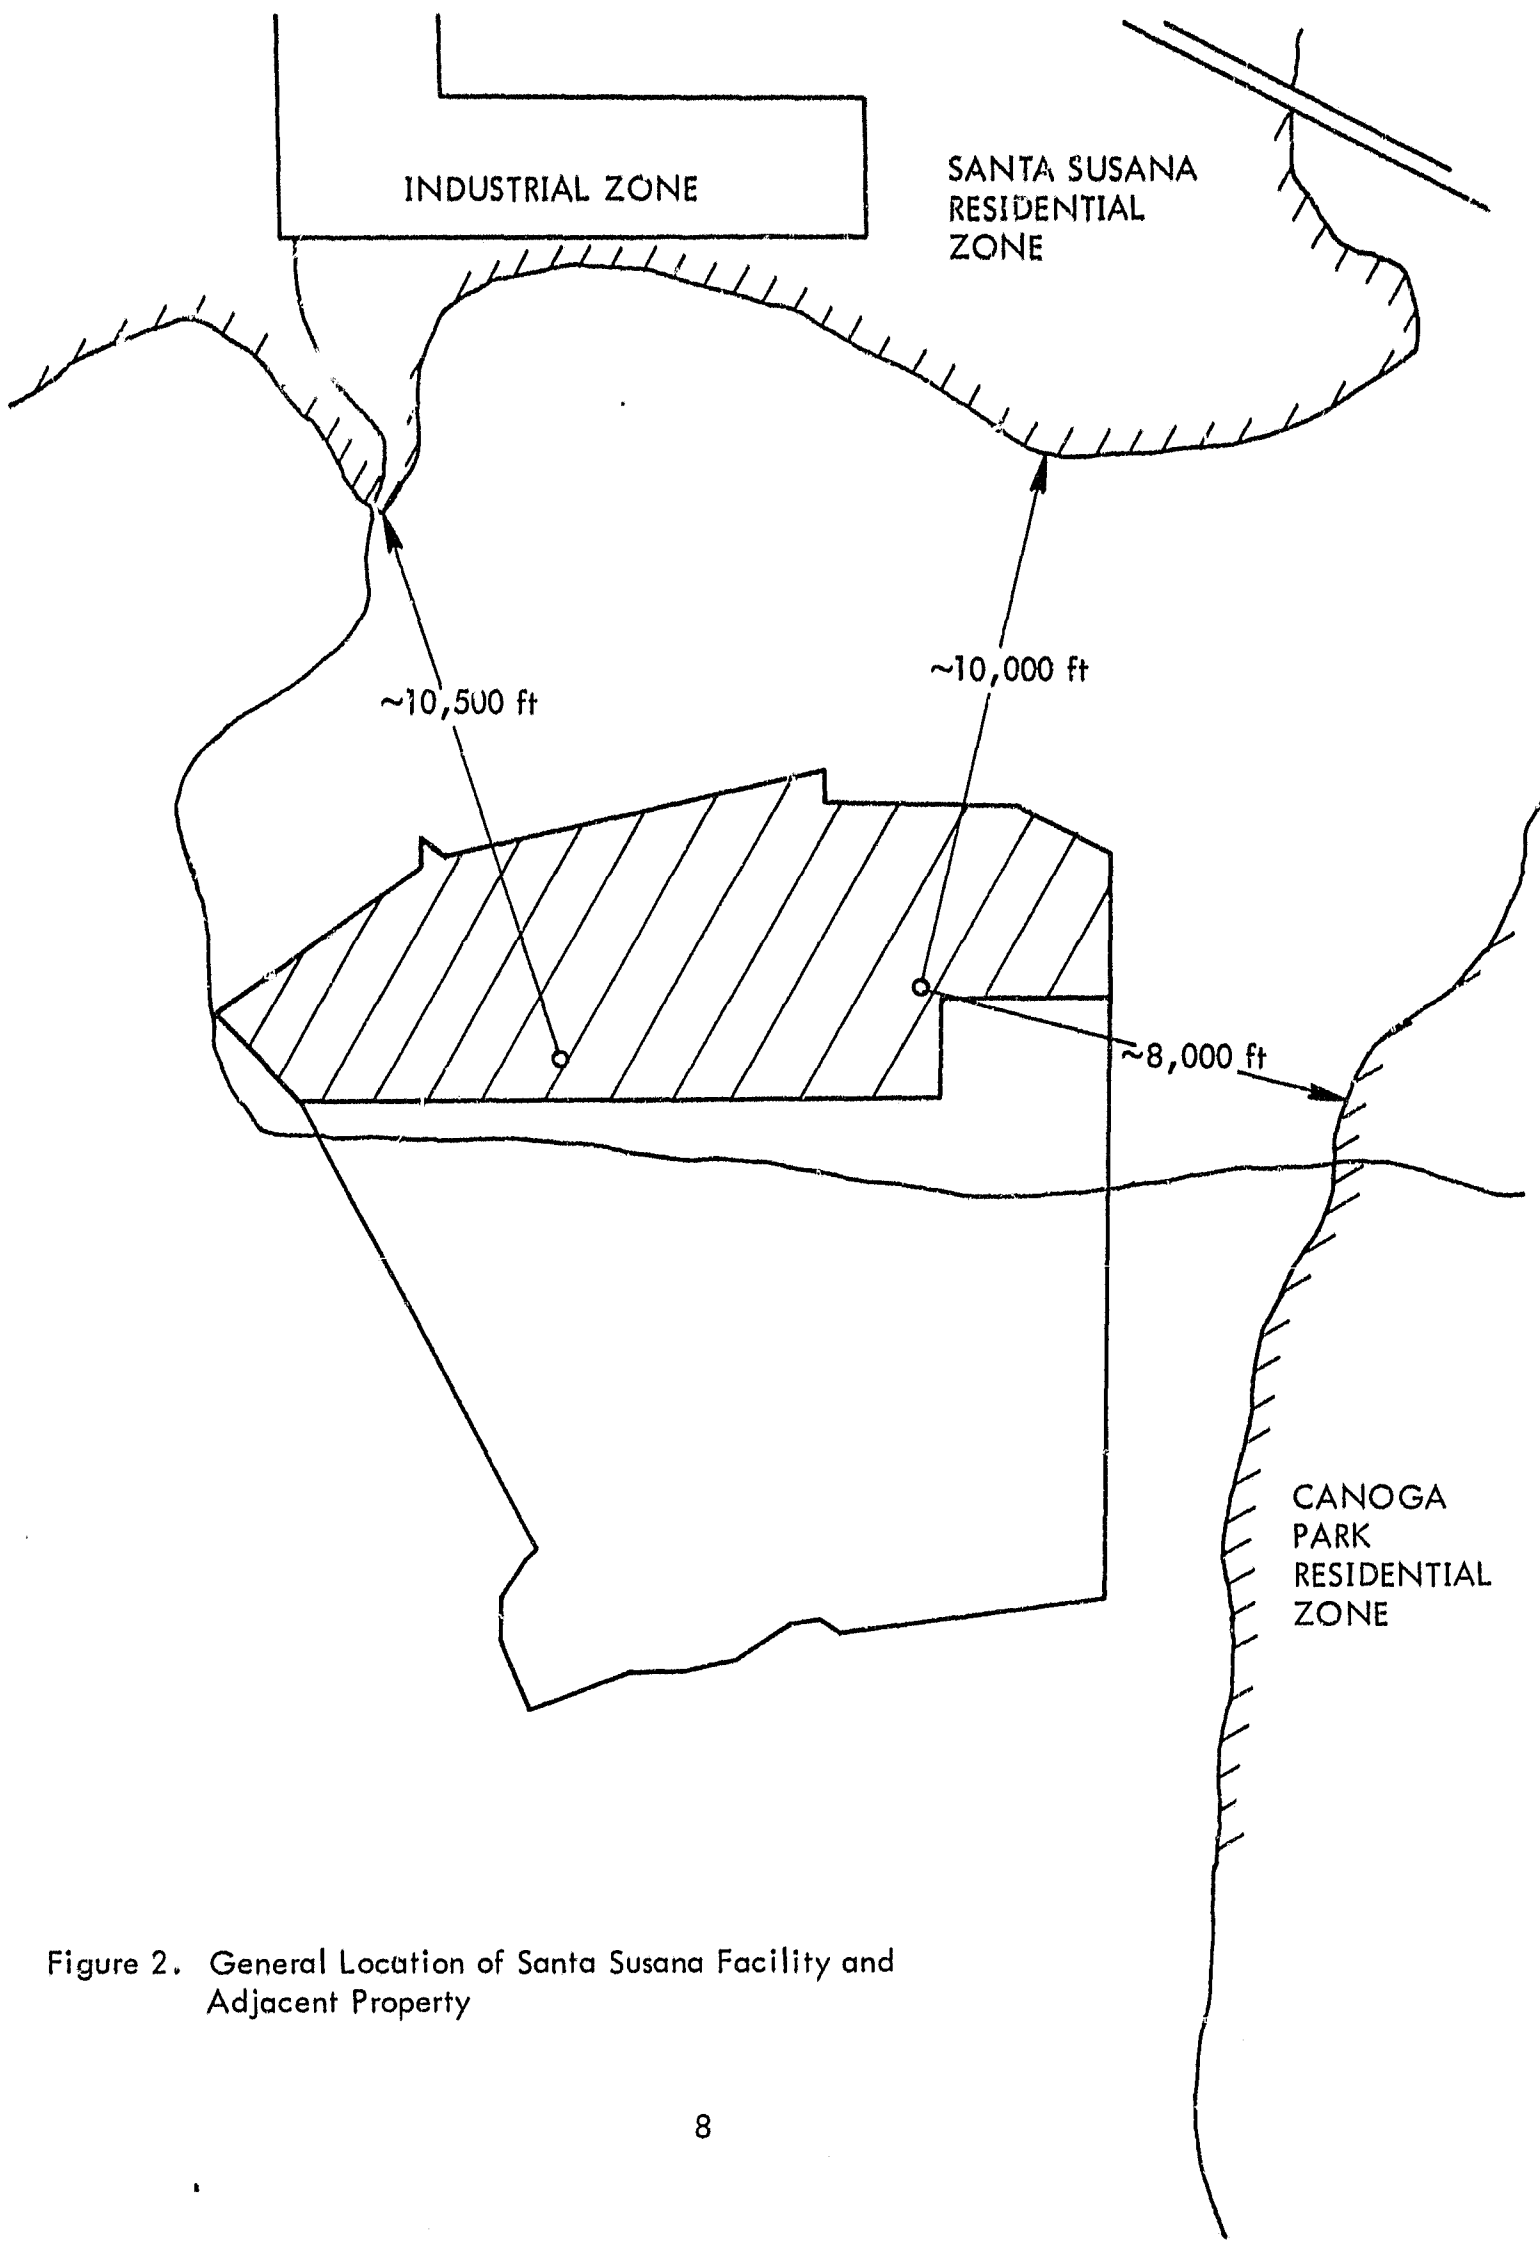 INDUSTRIAL ZONE
SANTA SUSANA
RESIDENTIAL
ZONE
~10,500 ft
~10,000 ft
~8,000 ft
CANOGA
PARK
RESIDENTIAL
ZONE
Figure 2. General Location of Santa Susana Facility and
Adjacent Property
8